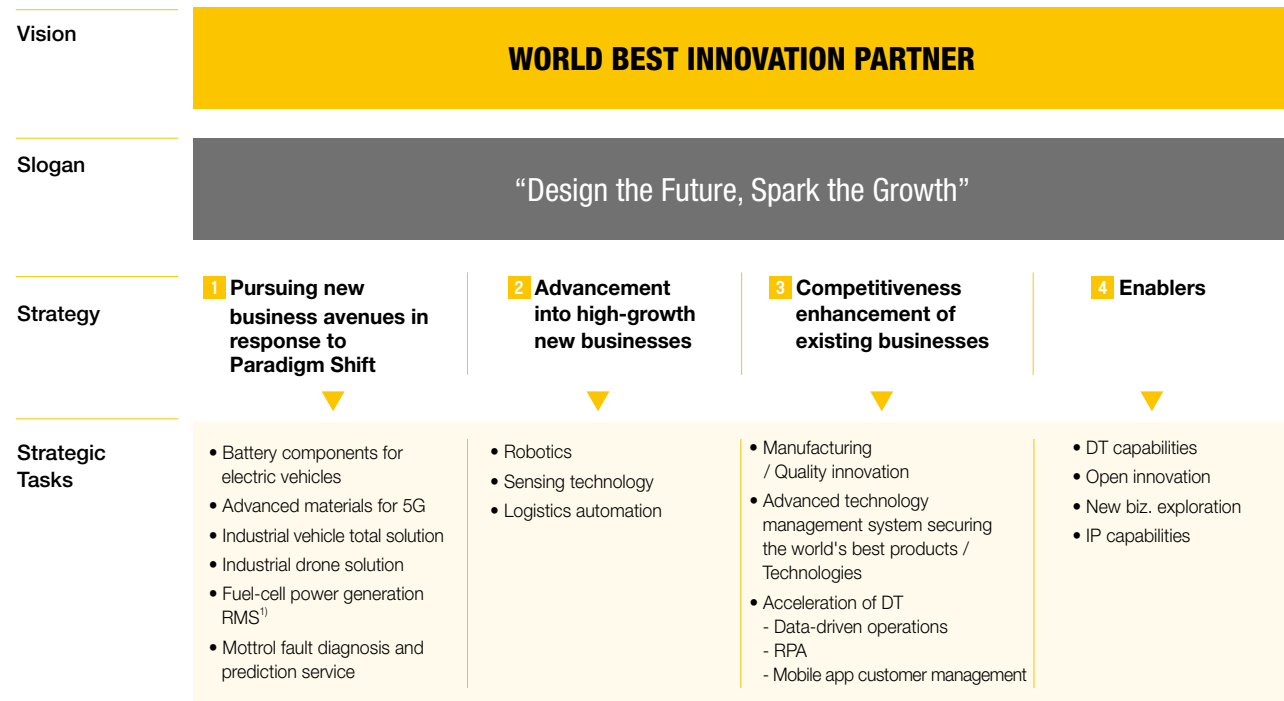 Vision
WORLD BEST INNOVATION PARTNER
Slogan
“Design the Future, Spark the Growth”
Strategy
1 Pursuing new
business avenues in
response to
Paradigm Shift
2 Advancement
into high-growth
new businesses
3 Competitiveness
enhancement of
existing businesses
4 Enablers
Strategic
Tasks
• Battery components for
electric vehicles
• Advanced materials for 5G
• Industrial vehicle total solution
• Industrial drone solution
• Fuel-cell power generation
RMS1)
• Mottrol fault diagnosis and
prediction service
• Robotics
• Sensing technology
• Logistics automation
• Manufacturing
/ Quality innovation
• Advanced technology
management system securing
the world's best products /
Technologies
• Acceleration of DT
- Data-driven operations
- RPA
- Mobile app customer management
• DT capabilities
• Open innovation
• New biz. exploration
• IP capabilities